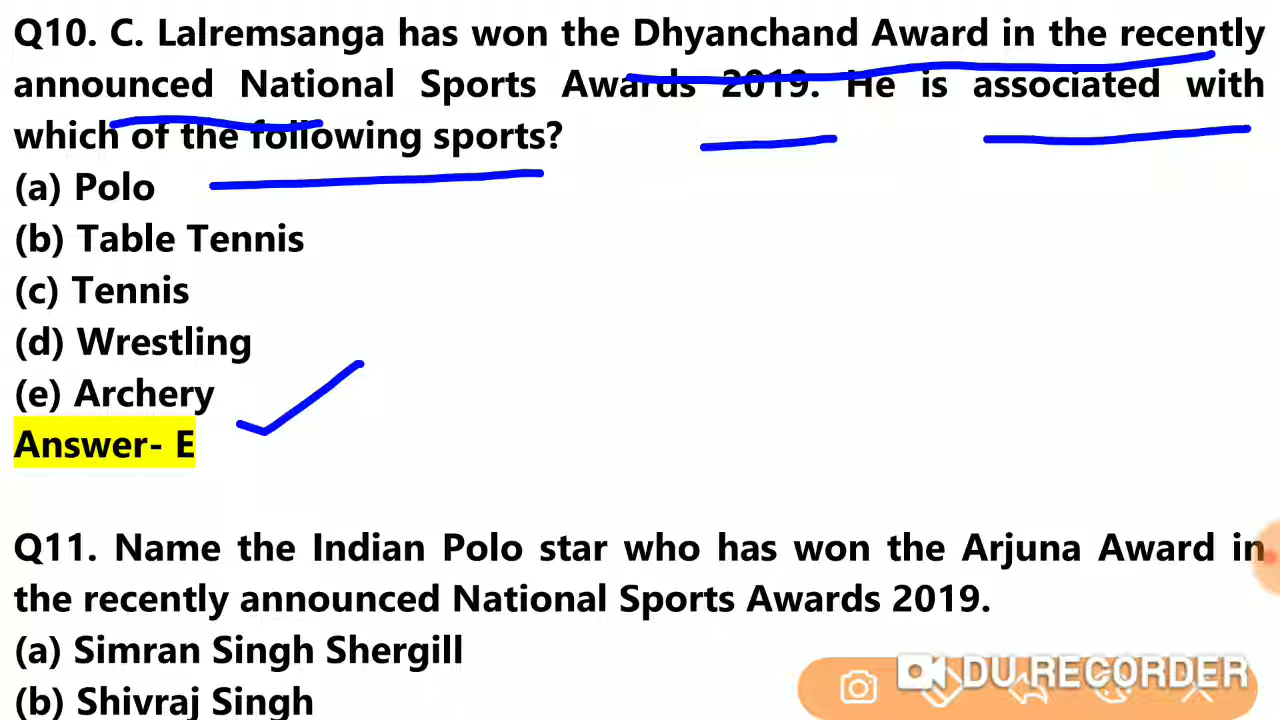 Q10. C. Lalremsanga has won the Dhyanchand Award in the recently
announced National Sports Awards 2019. He is associated with
which of the following sports?
(a) Polo
(b) Table Tennis
(c) Tennis
(d) Wrestling
(e) Archery
Answer- E
Q11. Name the Indian Polo star who has won the Arjuna Award in
the recently announced National Sports Awards 2019.
(a) Simran Singh Shergill
(b) Shivraj Singh
DU RECORDER